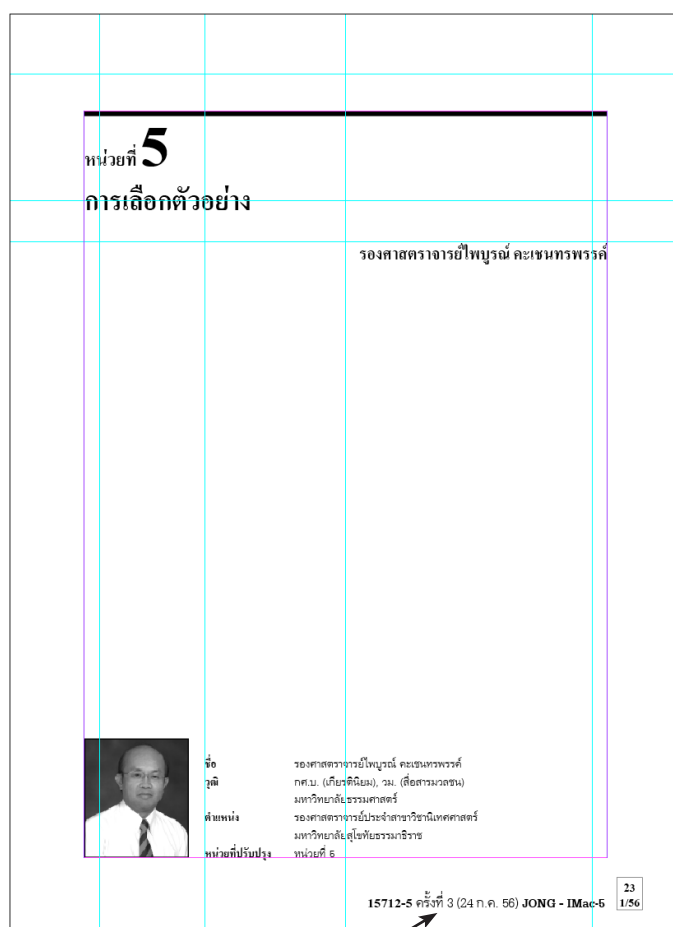 หน่วยที่ 5
การเลือกตัวอย่าง
รองศาสตราจารย์ไพบูรณ์ คะเชนทรพรรค์
ชื่อ รองศาสตราจารย์ไพบูรณ์ คะเชนทรพรรค์
วุฒิ กศ.บ. (เกียรตินิยม), วม. (สื่อสารมวลชน)
มหาวิทยาลัยธรรมศาสตร์
ตำแหน่ง รองศาสตราจารย์ประจำสาขาวิชานิเทศศาสตร์
มหาวิทยาลัยสุโขทัยธรรมาธิราช
หน่วยที่ปรับปรุง หน่วยที่ 5
15712-5 ครั้งที่ 3 (24 ก.ค. 56) JONG - IMac-5
23
1/56